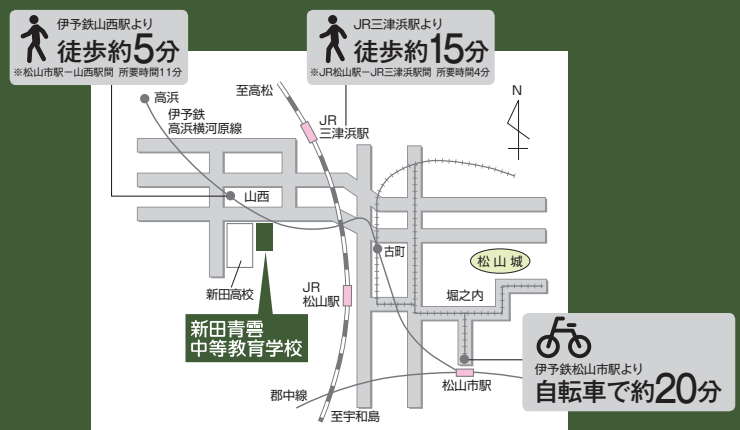 伊予鉄山西駅より
徒歩約5分
※松山市駅ー山西駅間 所要時間11分
JR三津浜駅より
徒歩約15分
※JR松山駅ーJR三津浜駅間 所要時間4分
至高松
N
高浜
伊予鉄
高浜横河原線
JR
三津浜駅
山西
古町
松山城
新田高校
JR
松山駅
堀之内
新田青雲
中等教育学校
伊予鉄松山市駅より
自転車で約20分
松山市駅
郡中線
至宇和島